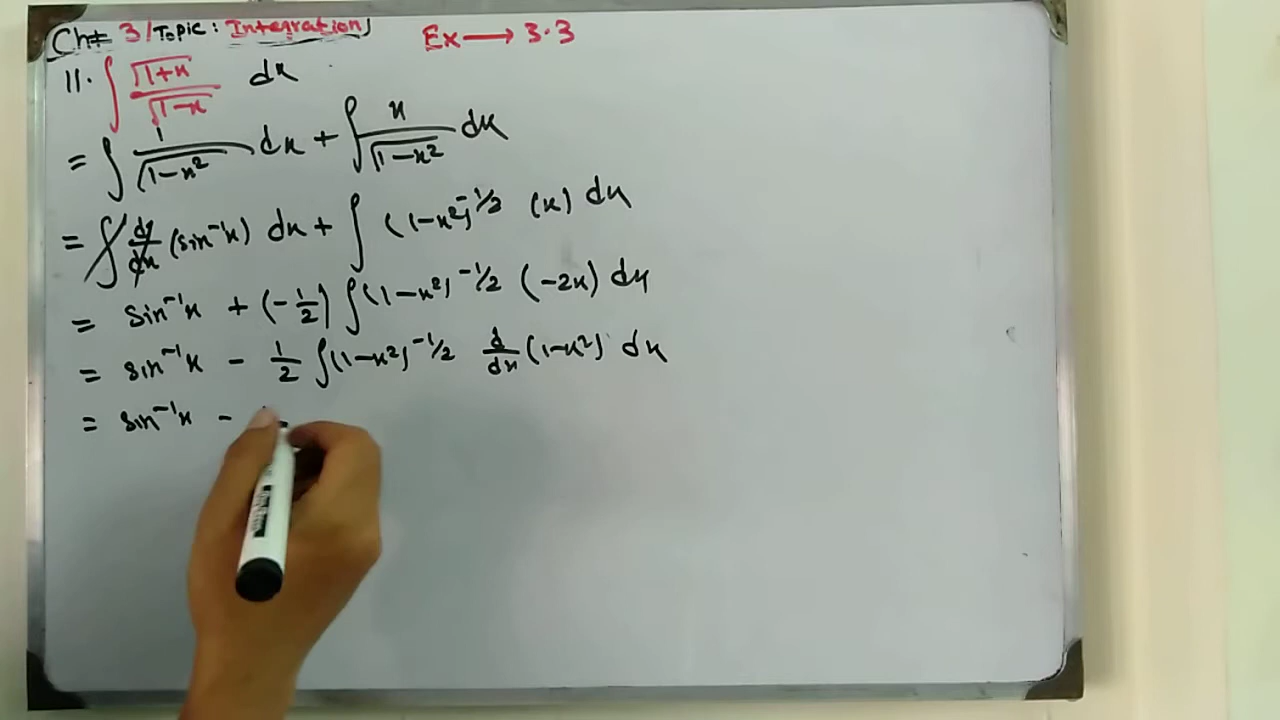 Ch# 3/Topic: Integration) Ex → 3.3
11. ∫ √(1+x)/√(1-x) dx
= ∫ 1/√(1-x²) dx + ∫ x/√(1-x²) dx
= ∫ d/dx (sin⁻¹x) dx + ∫ (1-x²)^(-1/2) (x) dx
= Sin⁻¹x + (-1/2) ∫ (1-x²)^(-1/2) (-2x) dx
= sin⁻¹x - 1/2 ∫ (1-x²)^(-1/2) d/dx (1-x²) dx
= sin⁻¹x -